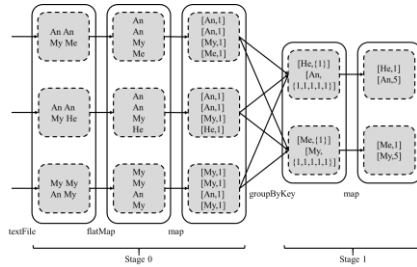 An An
My Me
An
An
My
Me
[An,1]
[An,1]
[My,1]
[Me,1]
An An
My He
An
An
My
He
[An,1]
[An,1]
[My,1]
[He,1]
My My
An My
My
My
An
My
[My,1]
[My,1]
[An,1]
[My,1]
[He,{1}]
[An,
{1,1,1,1,1}]
[He,1]
[An,5]
[Me,{1}]
[My,
{1,1,1,1,1}]
[Me,1]
[My,5]
textFile
flatMap
map
groupByKey
map
Stage 0
Stage 1